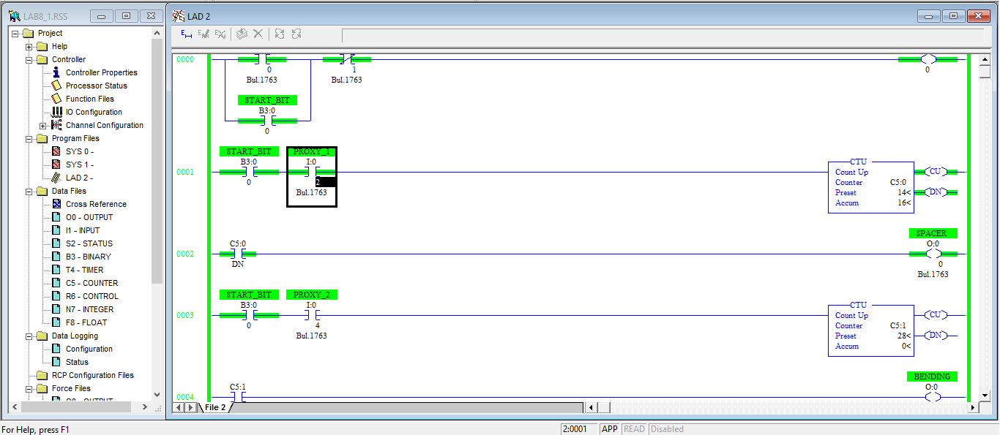 LAB8_1.RSS
Project
Help
Controller
Controller Properties
Processor Status
Function Files
IO Configuration
Channel Configuration
Program Files
SYS 0 -
SYS 1 -
LAD 2 -
Data Files
Cross Reference
O0 - OUTPUT
I1 - INPUT
S2 - STATUS
B3 - BINARY
T4 - TIMER
C5 - COUNTER
R6 - CONTROL
N7 - INTEGER
F8 - FLOAT
Data Logging
Configuration
Status
RCP Configuration Files
Force Files
O0 - OUTPUT
LAD 2
0000
0
Bul.1763
1
Bul.1763
0
START_BIT
B3:0
0
START_BIT
B3:0
0
PROXY_1
I:0
2
Bul.1763
0001
CTU
Count Up
Counter C5:0
Preset 14<
Accum 16<
CU
DN
0002
C5:0
DN
SPACER
O:0
0
Bul.1763
0003
START_BIT
B3:0
0
PROXY_2
I:0
4
Bul.1763
CTU
Count Up
Counter C5:1
Preset 28<
Accum 0<
CU
DN
0004
C5:1
BENDING
O:0
File 2
For Help, press F1
2:0001
APP
READ
Disabled